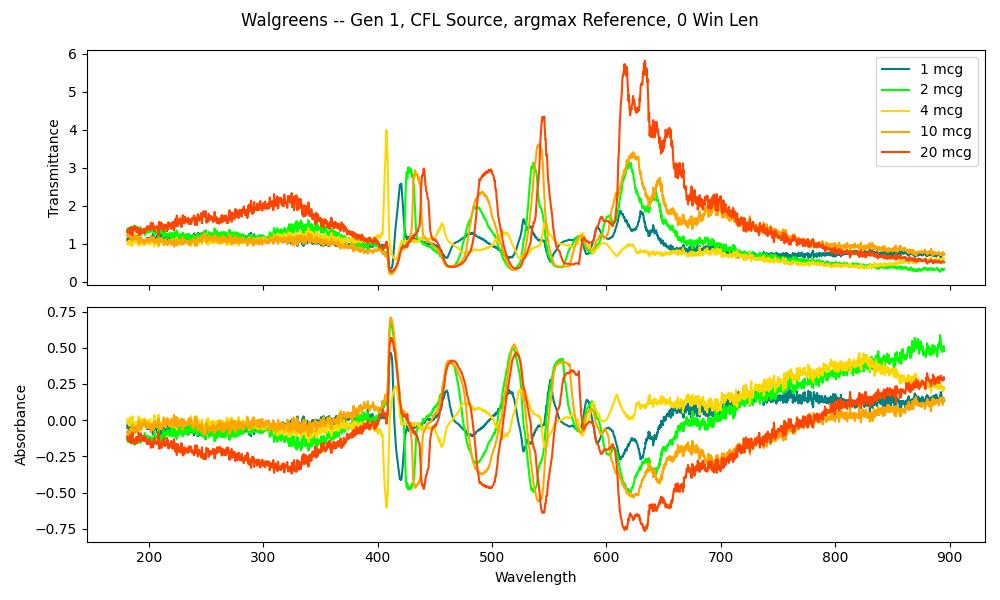 Walgreens -- Gen 1, CFL Source, argmax Reference, 0 Win Len
6
5
4
3
2
1
0
Transmittance
1 mcg
2 mcg
4 mcg
10 mcg
20 mcg
0.75
0.50
0.25
0.00
−0.25
−0.50
−0.75
Absorbance
200 300 400 500 600 700 800 900
Wavelength